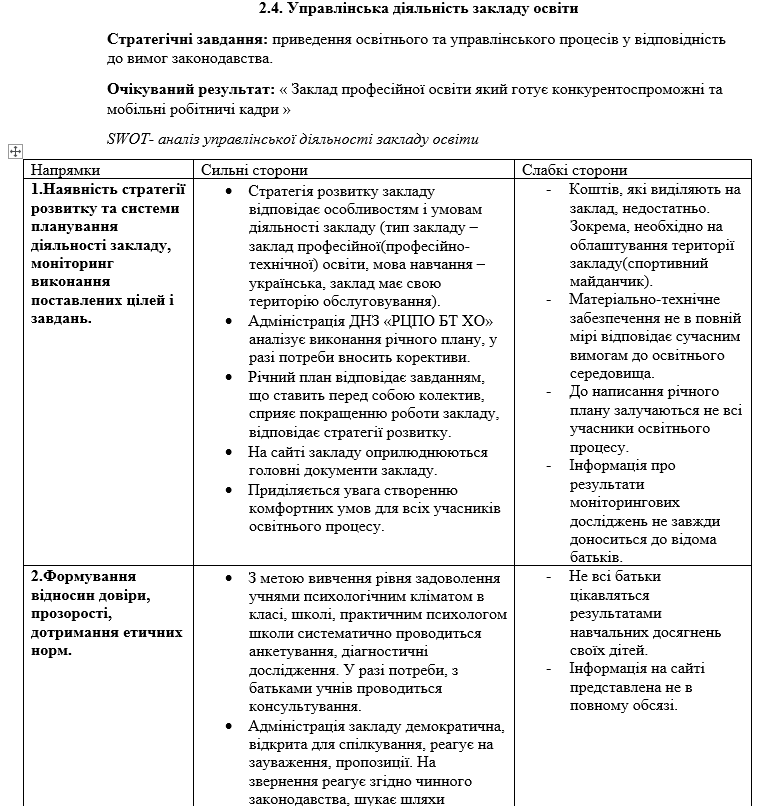 2.4. Управлінська діяльність закладу освіти
Стратегічні завдання: приведення освітнього та управлінського процесів у відповідність
до вимог законодавства.
Очікуваний результат: « Заклад професійної освіти який готує конкурентоспроможні та
мобільні робітничі кадри »
SWOT- аналіз управлінської діяльності закладу освіти
Напрямки
Сильні сторони
Слабкі сторони
1.Наявність стратегії
розвитку та системи
планування
діяльності закладу,
моніторинг
виконання
поставлених цілей і
завдань.
• Стратегія розвитку закладу
відповідає особливостям і умовам
діяльності закладу (тип закладу –
заклад професійної(професійно-
технічної) освіти, мова навчання –
українська, заклад має свою
територію обслуговування).
• Адміністрація ДНЗ «РЦПО БТ ХО»
аналізує виконання річного плану, у
разі потреби вносить корективи.
• Річний план відповідає завданням,
що ставить перед собою колектив,
сприяє покращенню роботи закладу,
відповідає стратегії розвитку.
• На сайті закладу оприлюднюються
головні документи закладу.
• Приділяється увага створенню
комфортних умов для всіх учасників
освітнього процесу.
- Коштів, які виділяють на
заклад, недостатньо.
Зокрема, необхідно на
облаштування території
закладу(спортивний
майданчик).
- Матеріально-технічне
забезпечення не в повній
мірі відповідає сучасним
вимогам до освітнього
середовища.
- До написання річного
плану залучаються не всі
учасники освітнього
процесу.
- Інформація про
результати
моніторингових
досліджень не завжди
доноситься до відома
батьків.
2.Формування
відносин довіри,
прозорості,
дотримання етичних
норм.
• З метою вивчення рівня задоволення
учнями психологічним кліматом в
класі, школі, практичним психологом
школи систематично проводиться
анкетування, діагностичні
дослідження. У разі потреби, з
батьками учнів проводиться
консультування.
• Адміністрація закладу демократична,
відкрита для спілкування, реагує на
зауваження, пропозиції. На
звернення реагує згідно чинного
законодавства, шукає шляхи
- Не всі батьки
цікавляться
результатами
навчальних досягнень
своїх дітей.
- Інформація на сайті
представлена не в
повному обсязі.